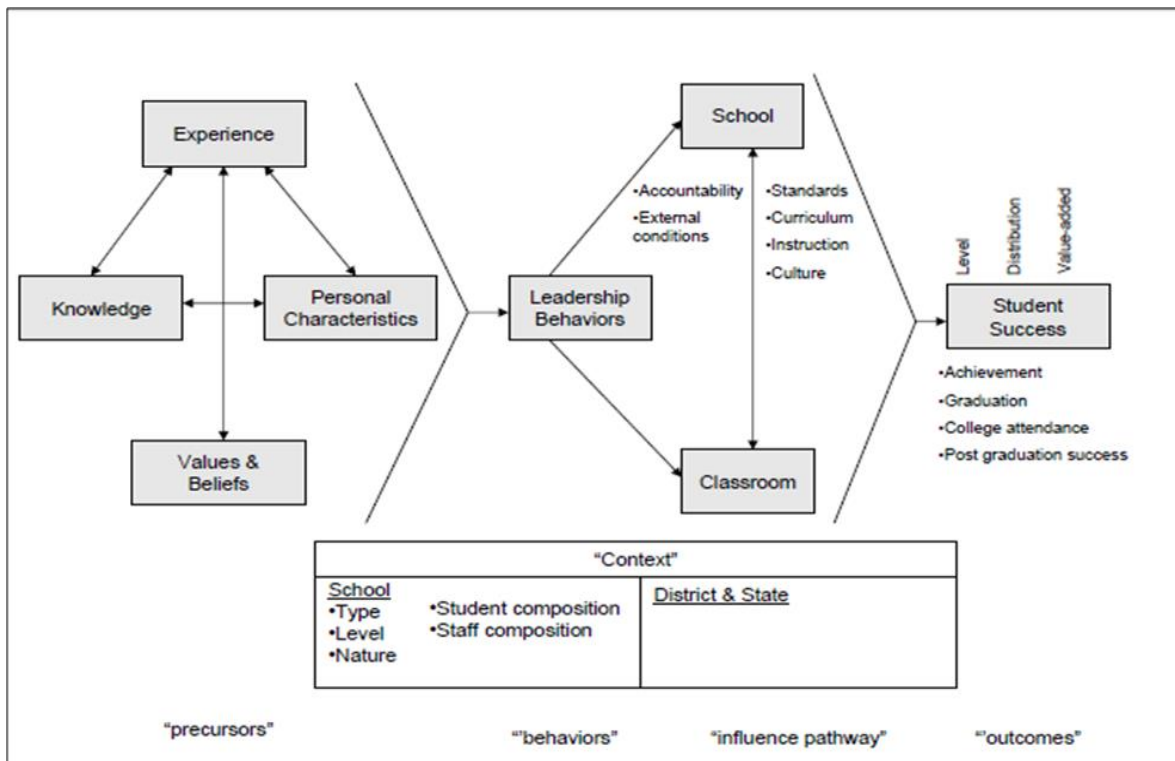 Experience
Knowledge
Personal
Characteristics
Values &
Beliefs
Leadership
Behaviors
School
•Accountability
•External
conditions
•Standards
•Curriculum
•Instruction
•Culture
Classroom
Level
Distribution
Value-added
Student
Success
•Achievement
•Graduation
•College attendance
•Post graduation success
“Context”
School
•Type
•Level
•Nature
•Student composition
•Staff composition
District & State
“precursors”
“’behaviors”
“influence pathway”
“’outcomes”